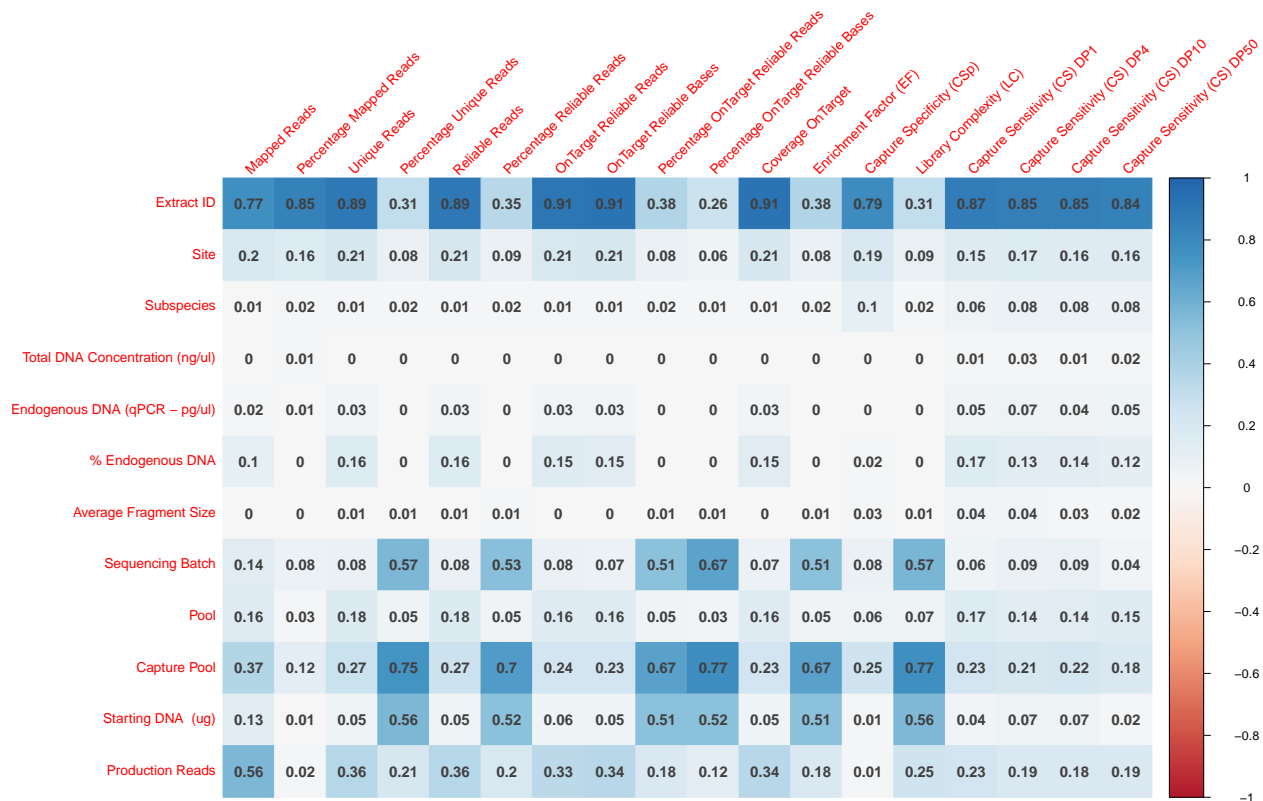 Mapped Reads
Percentage Mapped Reads
Unique Reads
Percentage Unique Reads
Reliable Reads
Percentage Reliable Reads
OnTarget Reliable Reads
OnTarget Reliable Bases
Percentage OnTarget Reliable Reads
Percentage OnTarget Reliable Bases
Coverage OnTarget
Enrichment Factor (EF)
Capture Specificity (CSp)
Library Complexity (LC)
Capture Sensitivity (CS) DP1
Capture Sensitivity (CS) DP4
Capture Sensitivity (CS) DP10
Capture Sensitivity (CS) DP50
Extract ID 0.77 0.85 0.89 0.31 0.89 0.35 0.91 0.91 0.38 0.26 0.91 0.38 0.79 0.31 0.87 0.85 0.85 0.84
Site 0.2 0.16 0.21 0.08 0.21 0.09 0.21 0.21 0.08 0.06 0.21 0.08 0.19 0.09 0.15 0.17 0.16 0.16
Subspecies 0.01 0.02 0.01 0.02 0.01 0.02 0.01 0.01 0.02 0.01 0.01 0.02 0.1 0.02 0.06 0.08 0.08 0.08
Total DNA Concentration (ng/ul) 0 0.01 0 0 0 0 0 0 0 0 0 0 0 0 0.01 0.03 0.01 0.02
Endogenous DNA (qPCR − pg/ul) 0.02 0.01 0.03 0 0.03 0 0.03 0.03 0 0 0.03 0 0 0 0.05 0.07 0.04 0.05
% Endogenous DNA 0.1 0 0.16 0 0.16 0 0.15 0.15 0 0 0.15 0 0.02 0 0.17 0.13 0.14 0.12
Average Fragment Size 0 0 0.01 0.01 0.01 0.01 0 0 0.01 0.01 0 0.01 0.03 0.01 0.04 0.04 0.03 0.02
Sequencing Batch 0.14 0.08 0.08 0.57 0.08 0.53 0.08 0.07 0.51 0.67 0.07 0.51 0.08 0.57 0.06 0.09 0.09 0.04
Pool 0.16 0.03 0.18 0.05 0.18 0.05 0.16 0.16 0.05 0.03 0.16 0.05 0.06 0.07 0.17 0.14 0.14 0.15
Capture Pool 0.37 0.12 0.27 0.75 0.27 0.7 0.24 0.23 0.67 0.77 0.23 0.67 0.25 0.77 0.23 0.21 0.22 0.18
Starting DNA (ug) 0.13 0.01 0.05 0.56 0.05 0.52 0.06 0.05 0.51 0.52 0.05 0.51 0.01 0.56 0.04 0.07 0.07 0.02
Production Reads 0.56 0.02 0.36 0.21 0.36 0.2 0.33 0.34 0.18 0.12 0.34 0.18 0.01 0.25 0.23 0.19 0.18 0.19
1
0.8
0.6
0.4
0.2
0
−0.2
−0.4
−0.6
−0.8
−1